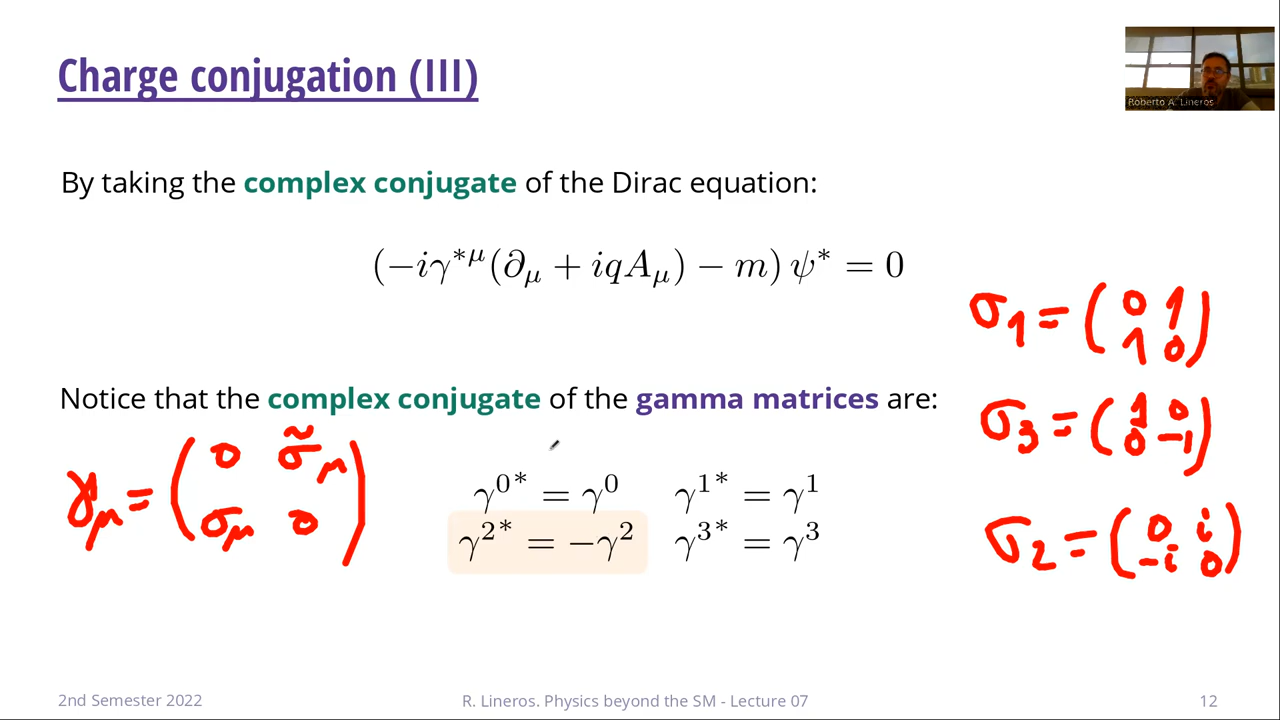 Charge conjugation (III)
Roberto A. Lineros
By taking the complex conjugate of the Dirac equation:
(−iγ^{*μ}(∂_μ + iqA_μ) − m) ψ^* = 0
σ_1 = ( 0 1
1 0 )
Notice that the complex conjugate of the gamma matrices are:
σ_3 = ( 1 0
0 −1 )
γ_μ = ( 0 σ̃_μ
σ_μ 0 )
γ^{0*} = γ^0 γ^{1*} = γ^1
γ^{2*} = −γ^2 γ^{3*} = γ^3
σ_2 = ( 0 i
−i 0 )
2nd Semester 2022
R. Lineros. Physics beyond the SM - Lecture 07
12